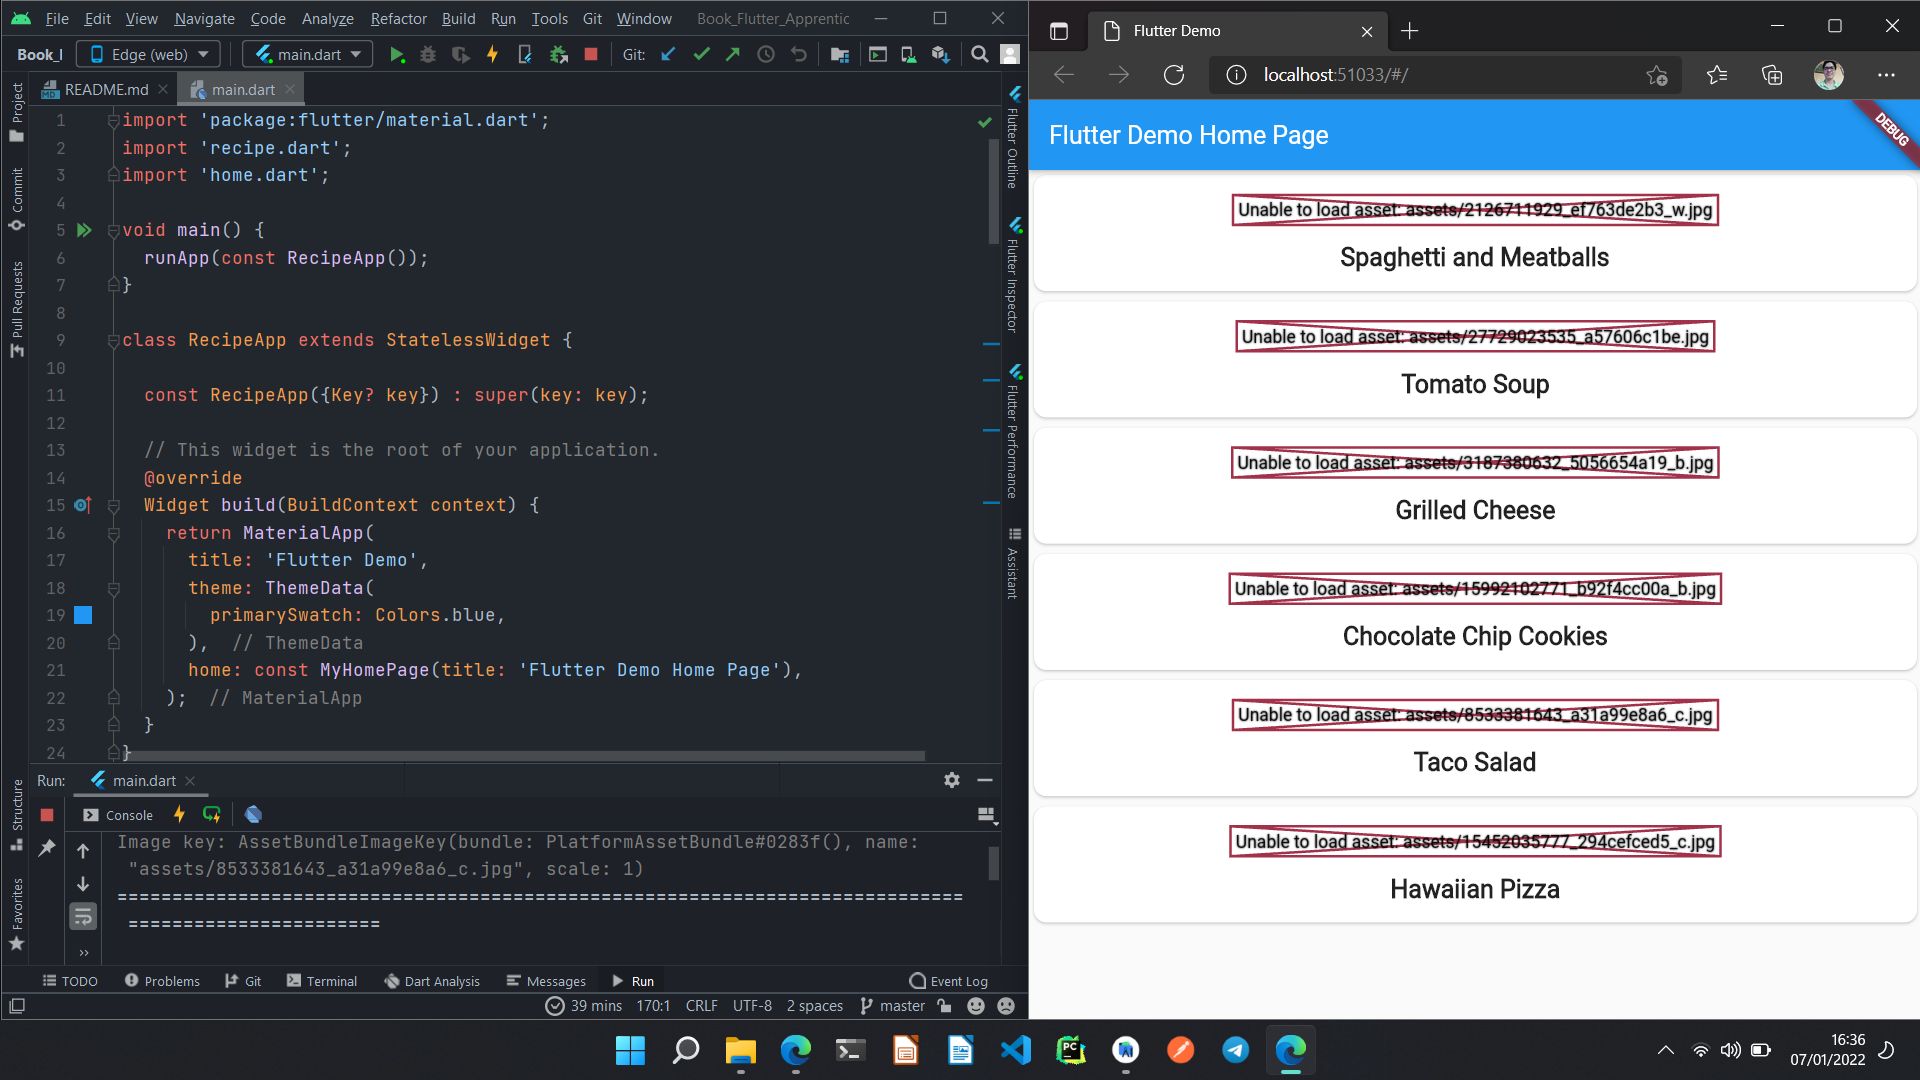 File Edit View Navigate Code Analyze Refactor Build Run Tools Git Window Book_Flutter_Apprentic
Book_I Edge (web) main.dart Git:
README.md main.dart
Project
Commit
Pull Requests
Structure
Favorites
1 import 'package:flutter/material.dart';
2 import 'recipe.dart';
3 import 'home.dart';
4
5 void main() {
6 runApp(const RecipeApp());
7 }
8
9 class RecipeApp extends StatelessWidget {
10
11 const RecipeApp({Key? key}) : super(key: key);
12
13 // This widget is the root of your application.
14 @override
15 Widget build(BuildContext context) {
16 return MaterialApp(
17 title: 'Flutter Demo',
18 theme: ThemeData(
19 primarySwatch: Colors.blue,
20 ), // ThemeData
21 home: const MyHomePage(title: 'Flutter Demo Home Page'),
22 ); // MaterialApp
23 }
24 }
Flutter Outline
Flutter Inspector
Flutter Performance
Assistant
Run: main.dart
Console
Image key: AssetBundleImageKey(bundle: PlatformAssetBundle#0283f(), name:
"assets/8533381643_a31a99e8a6_c.jpg", scale: 1)
=============================================================================
=======================
TODO Problems Git Terminal Dart Analysis Messages Run Event Log
39 mins 170:1 CRLF UTF-8 2 spaces master
Flutter Demo
localhost:51033/#/
Flutter Demo Home Page
DEBUG
Unable to load asset: assets/2126711929_ef763de2b3_w.jpg
Spaghetti and Meatballs
Unable to load asset: assets/27729023535_a57606c1be.jpg
Tomato Soup
Unable to load asset: assets/3187380632_5056654a19_b.jpg
Grilled Cheese
Unable to load asset: assets/15992102771_b92f4cc00a_b.jpg
Chocolate Chip Cookies
Unable to load asset: assets/8533381643_a31a99e8a6_c.jpg
Taco Salad
Unable to load asset: assets/15452035777_294cefced5_c.jpg
Hawaiian Pizza
PC
16:36
07/01/2022